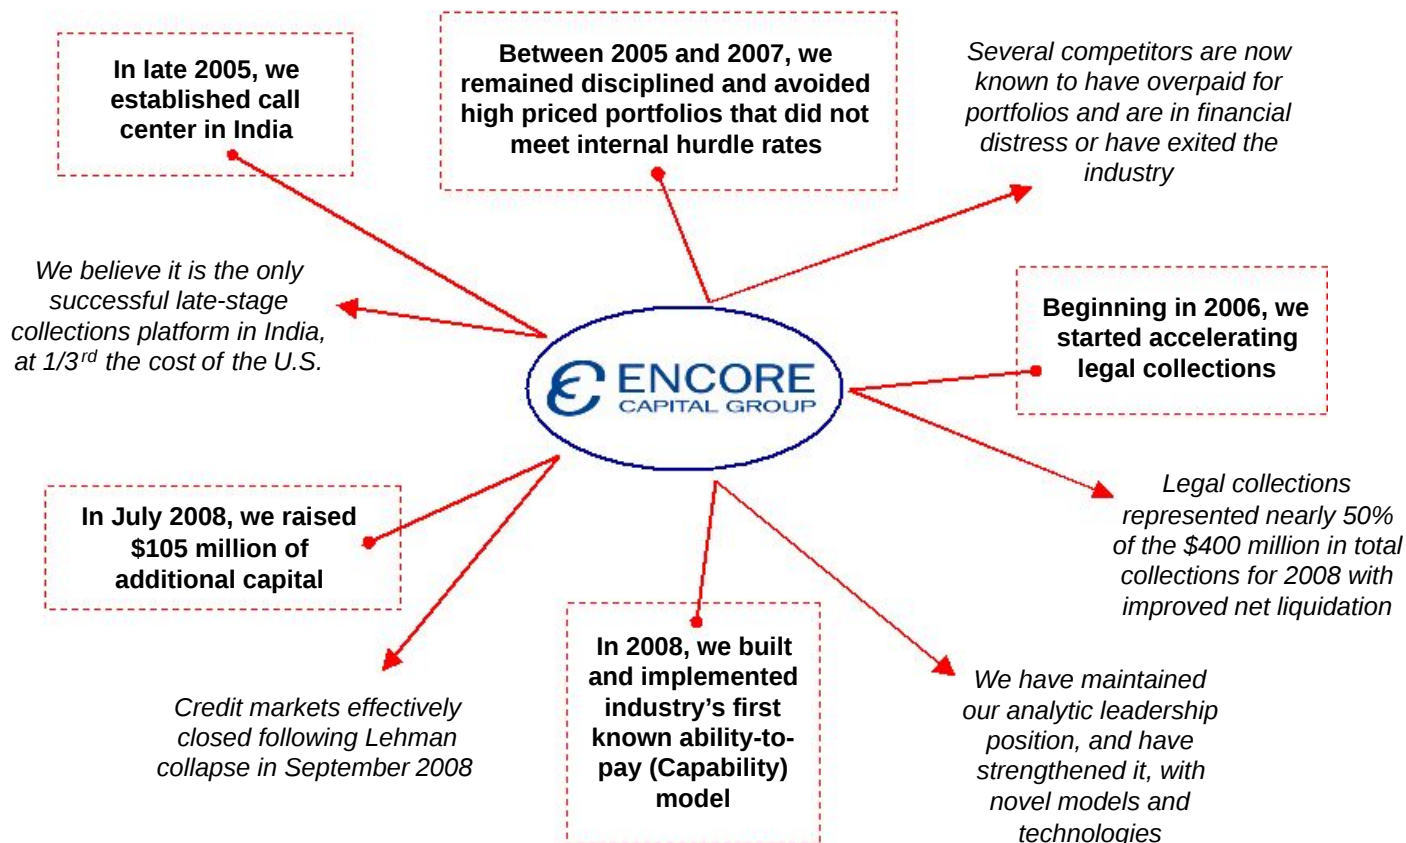 In late 2005, we
established call
center in India
Between 2005 and 2007, we
remained disciplined and avoided
high priced portfolios that did not
meet internal hurdle rates
Several competitors are now
known to have overpaid for
portfolios and are in financial
distress or have exited the
industry
We believe it is the only
successful late-stage
collections platform in India,
at 1/3rd the cost of the U.S.
ENCORE
CAPITAL GROUP
Beginning in 2006, we
started accelerating
legal collections
Legal collections
represented nearly 50%
of the $400 million in total
collections for 2008 with
improved net liquidation
In July 2008, we raised
$105 million of
additional capital
Credit markets effectively
closed following Lehman
collapse in September 2008
In 2008, we built
and implemented
industry’s first
known ability-to-
pay (Capability)
model
We have maintained
our analytic leadership
position, and have
strengthened it, with
novel models and
technologies